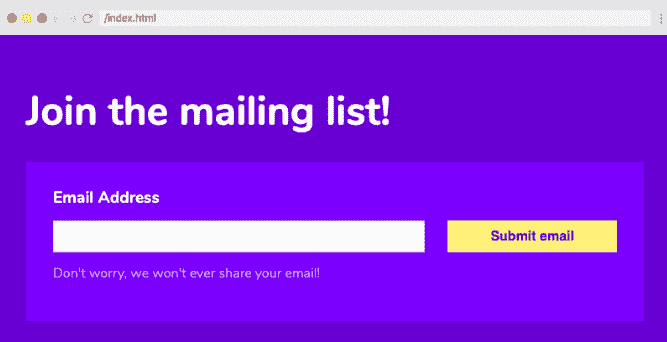 /index.html
Join the mailing list!
Email Address
Submit email
Don't worry, we won't ever share your email!